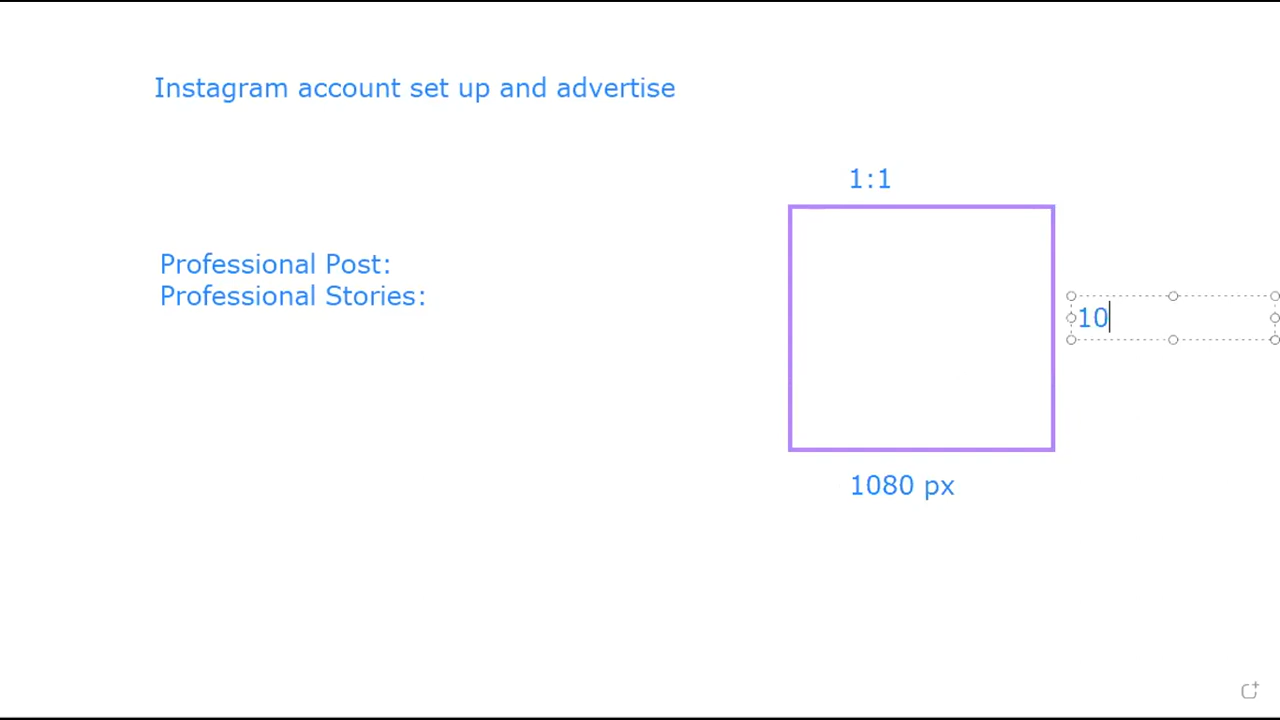 Instagram account set up and advertise
1:1
Professional Post:
Professional Stories:
10
1080 px